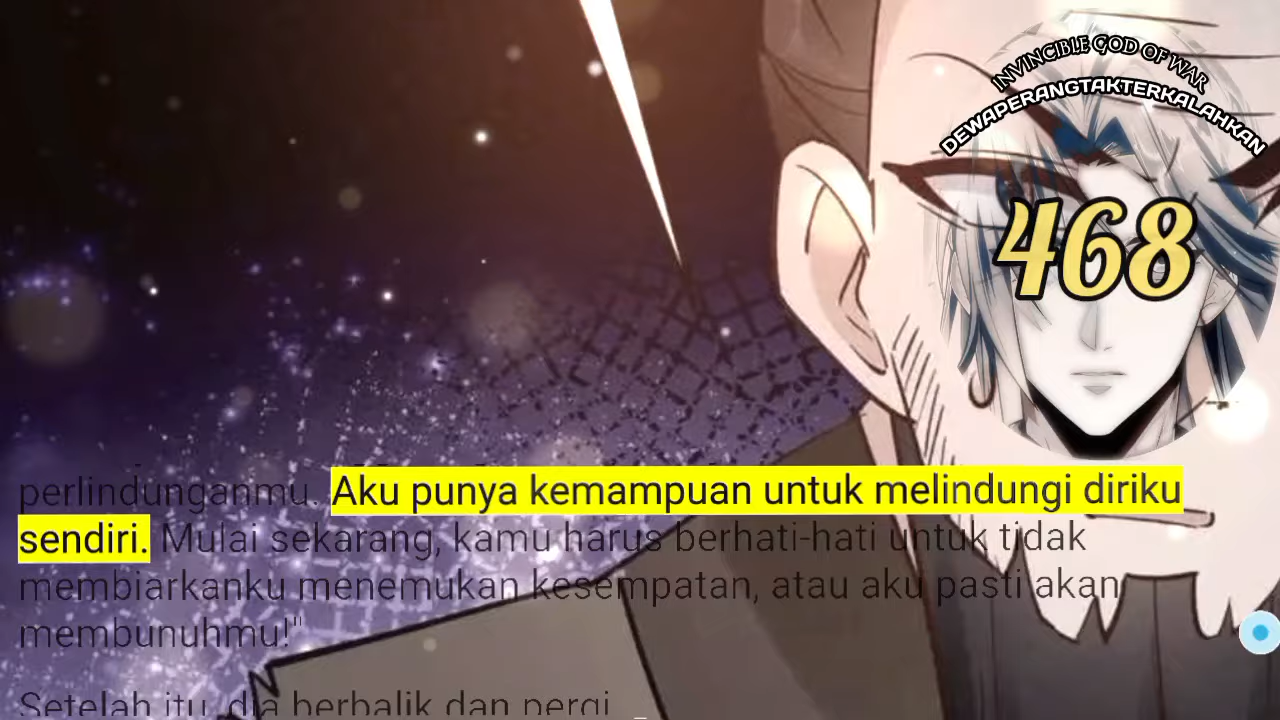 INVINCIBLE GOD OF WAR
DEWAPERANGTAKTERKALAHKAN
468
perlindunganmu. Aku punya kemampuan untuk melindungi diriku
sendiri. Mulai sekarang, kamu harus berhati-hati untuk tidak
membiarkanku menemukan kesempatan, atau aku pasti akan
membunuhmu!"
Setelah itu, dia berbalik dan pergi